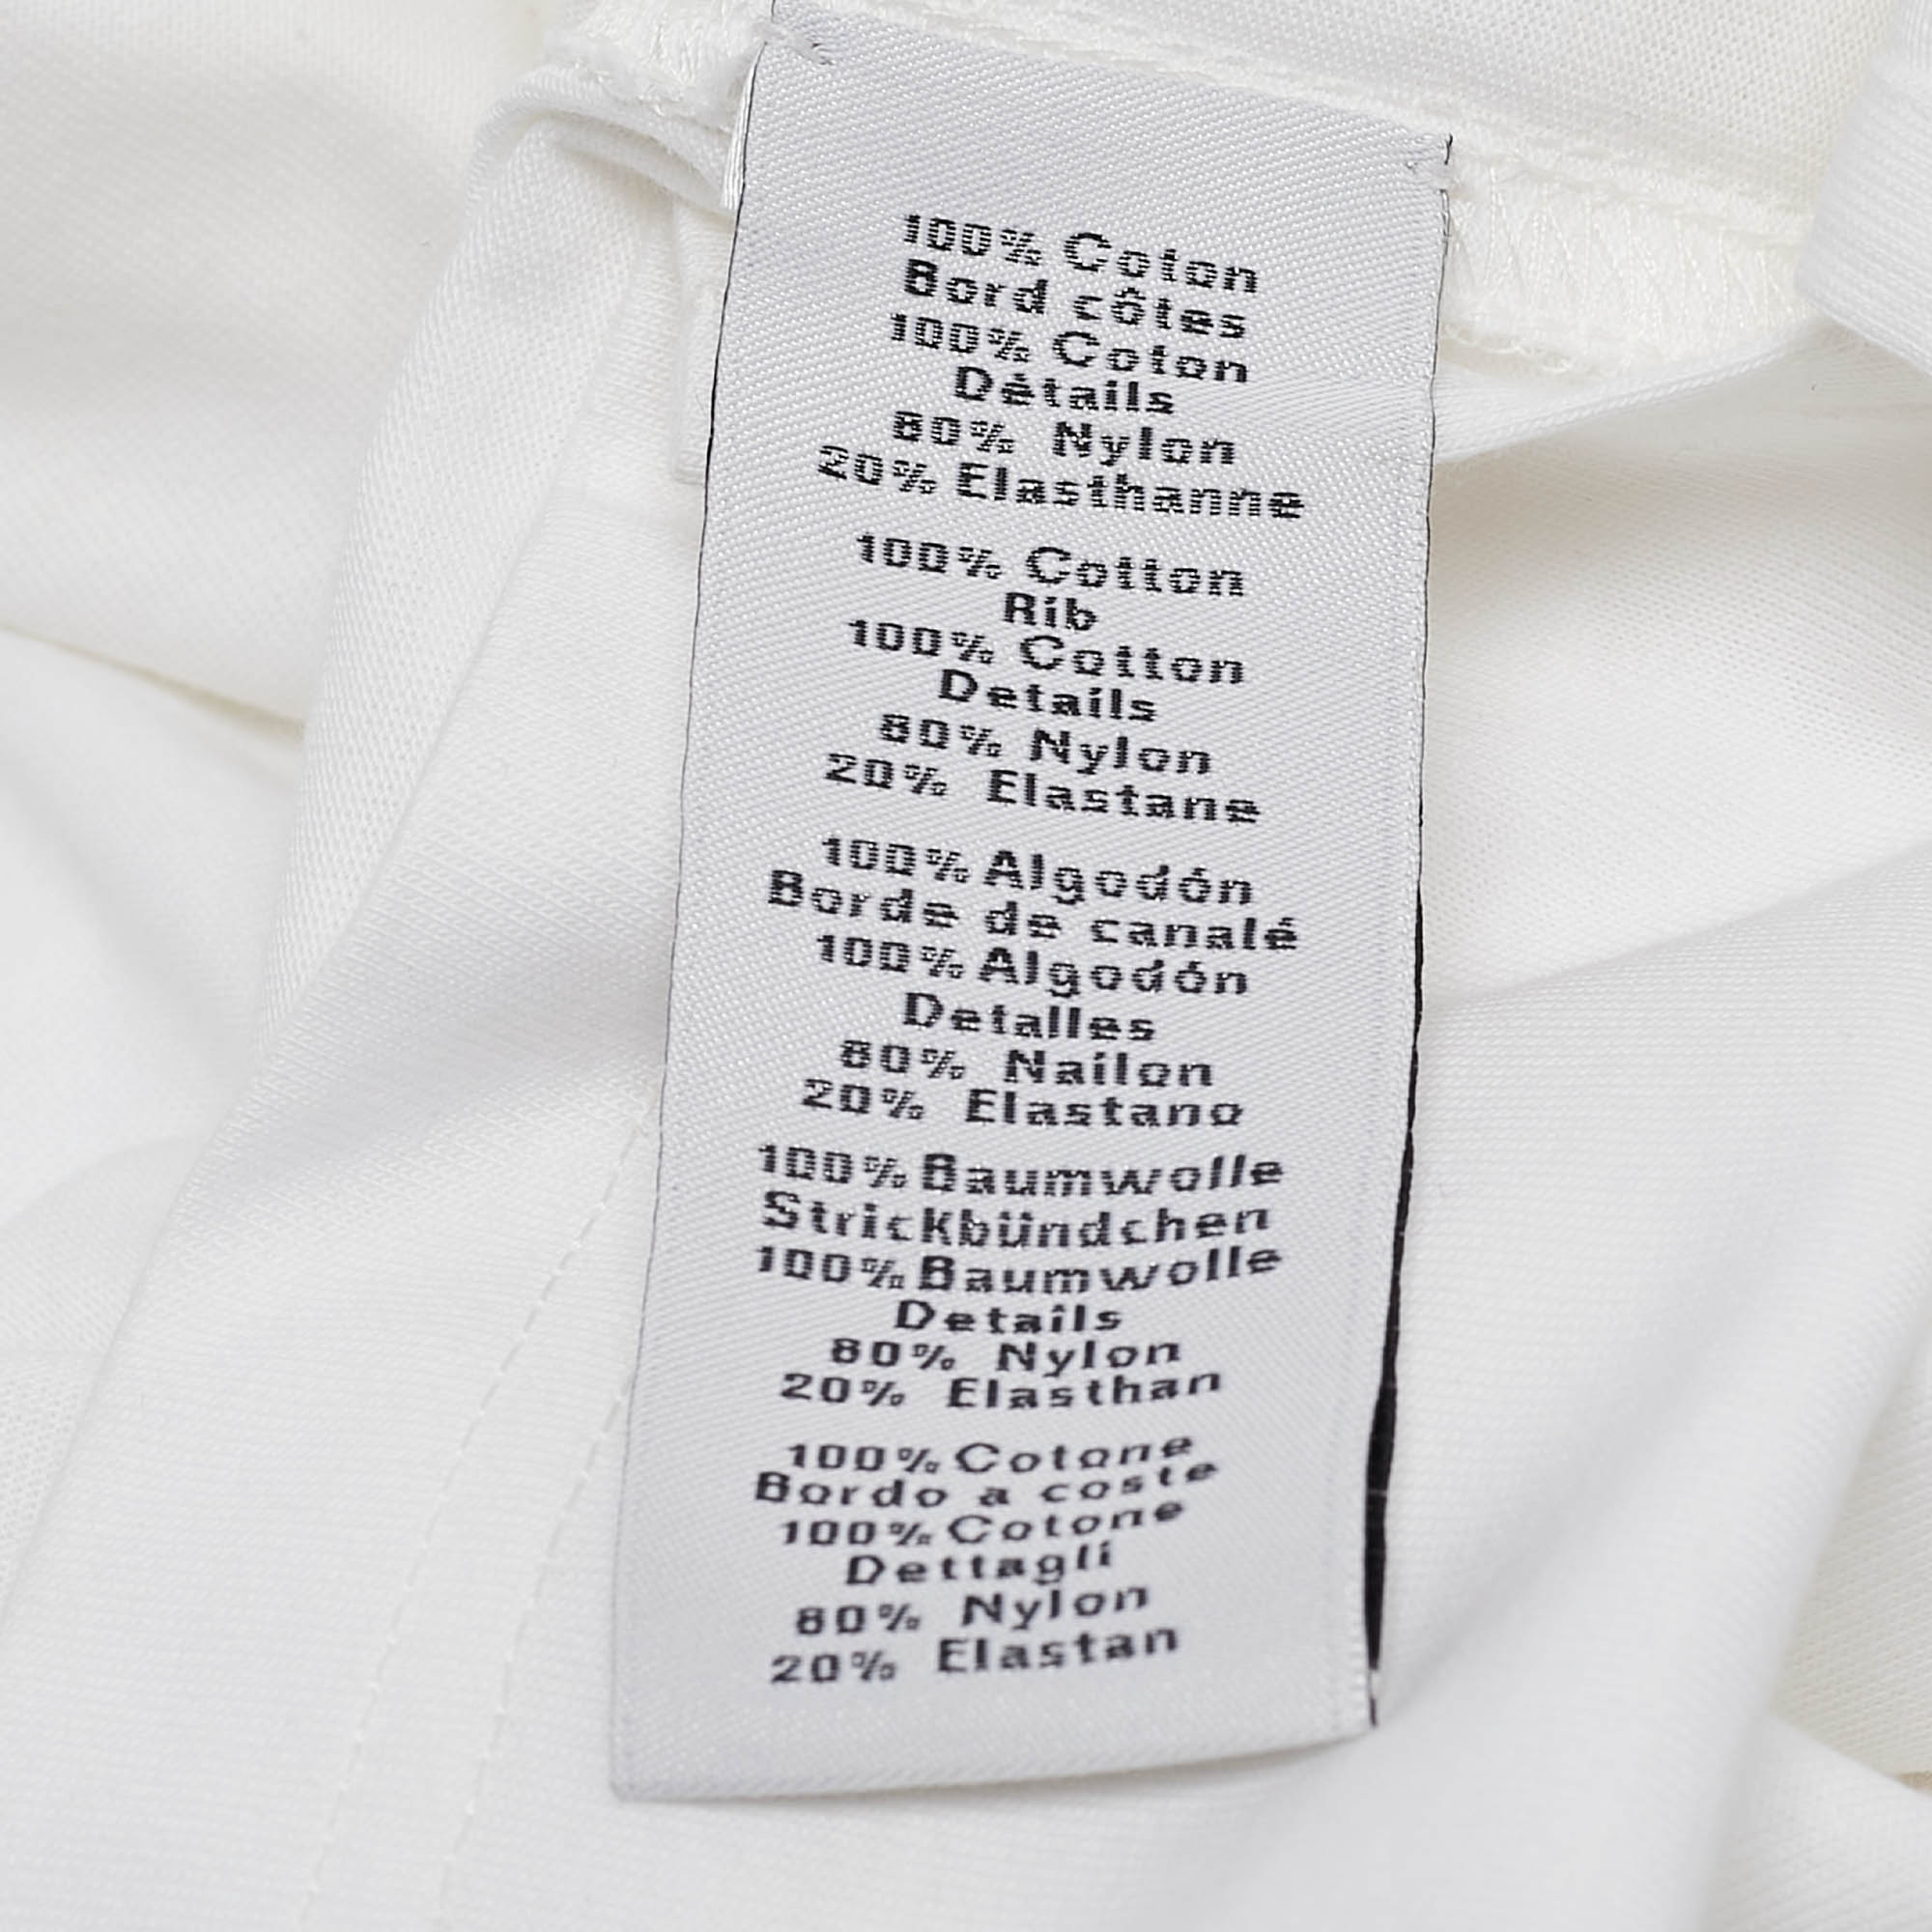 100% Coton
Bord côtes
100% Coton
Détails
80% Nylon
20% Elasthanne
100% Cotton
Rib
100% Cotton
Details
80% Nylon
20% Elastane
100% Algodón
Borde de canalé
100% Algodón
Detalles
80% Nailon
20% Elastano
100% Baumwolle
Strickbündchen
100% Baumwolle
Details
80% Nylon
20% Elasthan
100% Cotone
Bordo a coste
100% Cotone
Dettagli
80% Nylon
20% Elastan